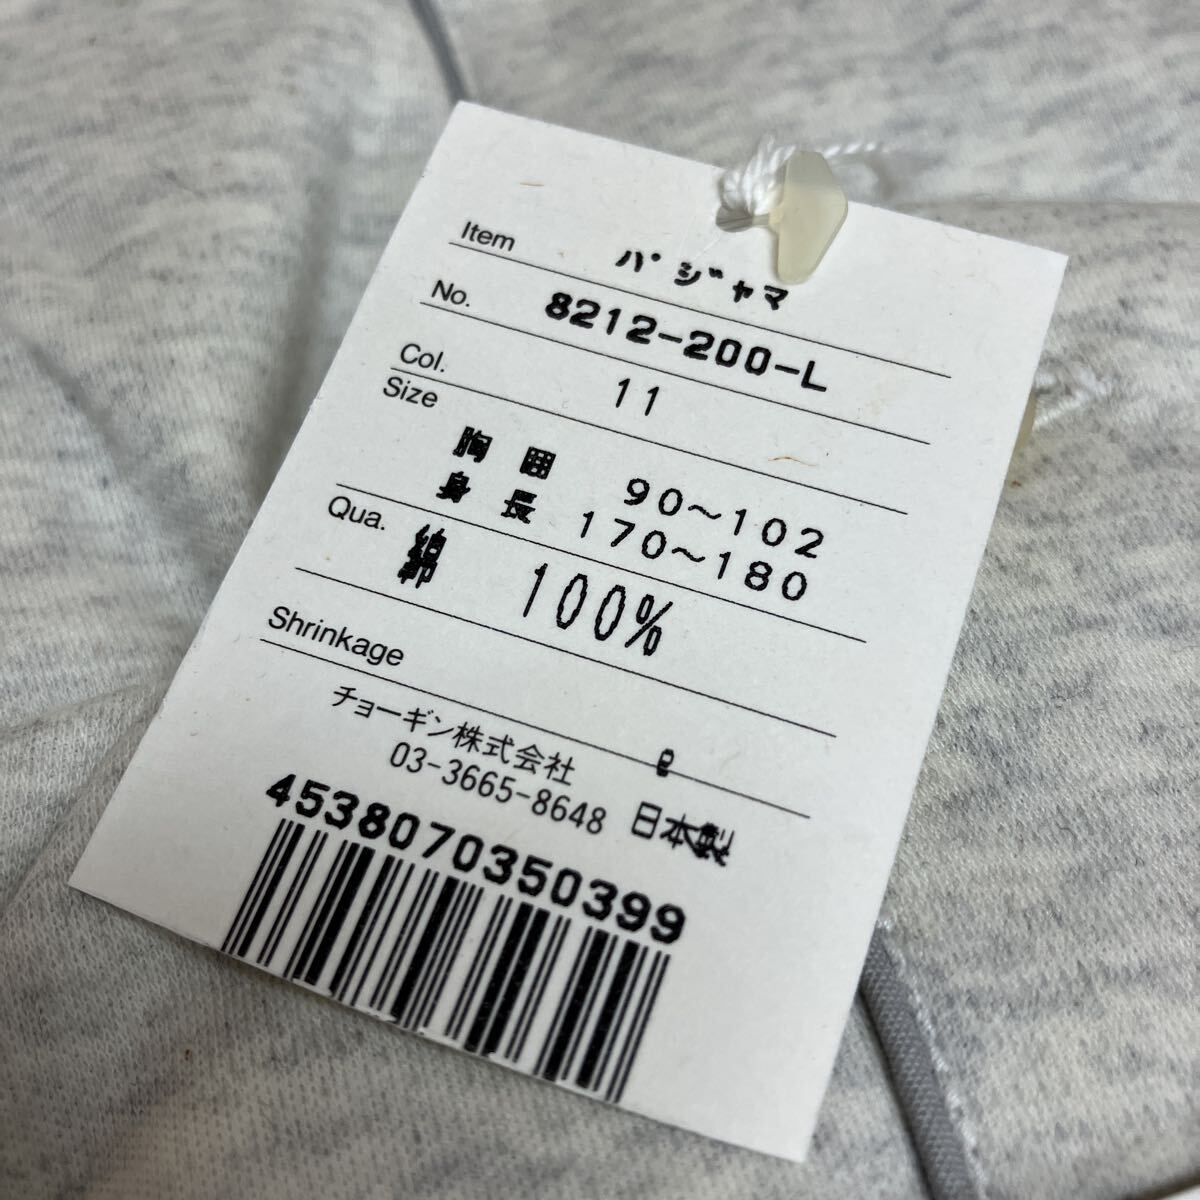 Item パジャマ
No. 8212-200-L
Col. 11
Size
胸囲 90～102
身長 170～180
Qua. 綿 100%
Shrinkage
チョーギン株式会社
03-3665-8648 日本製
4538070350399